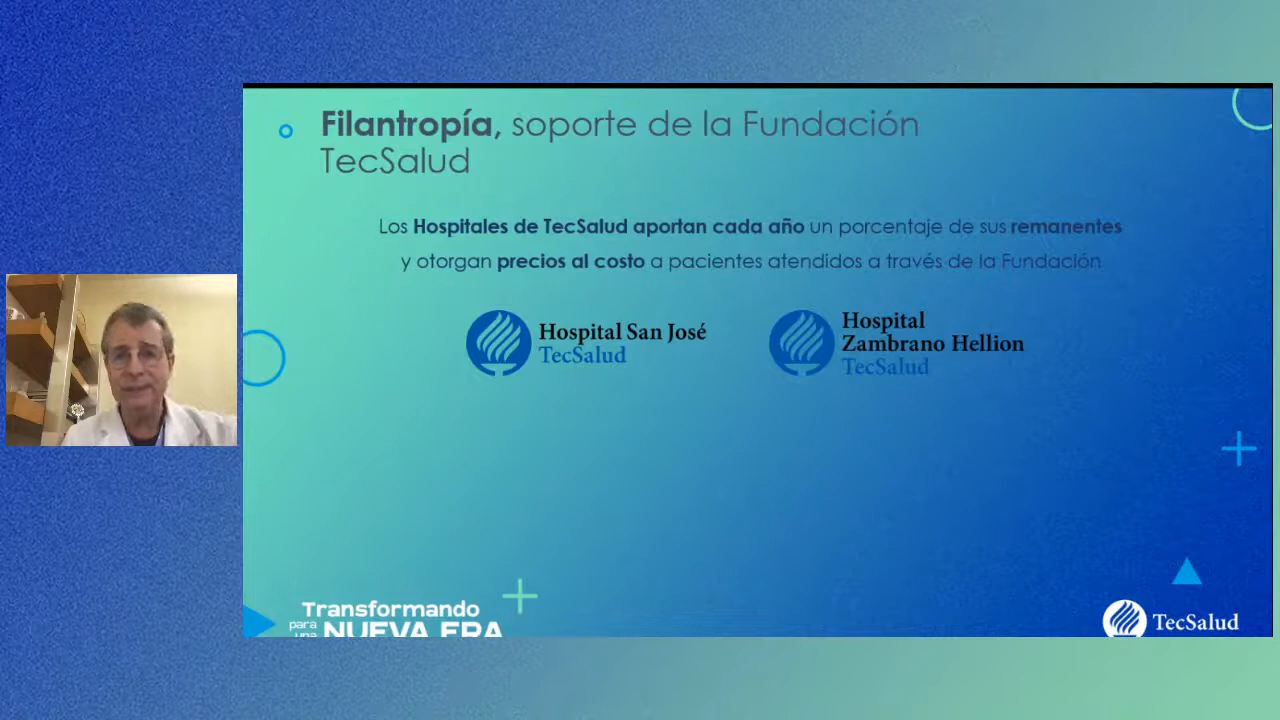 Filantropía, soporte de la Fundación
TecSalud
Los Hospitales de TecSalud aportan cada año un porcentaje de sus remanentes
y otorgan precios al costo a pacientes atendidos a través de la Fundación
Hospital San José
TecSalud
Hospital
Zambrano Hellion
TecSalud
Transformando
para
una
NUEVA ERA
TecSalud